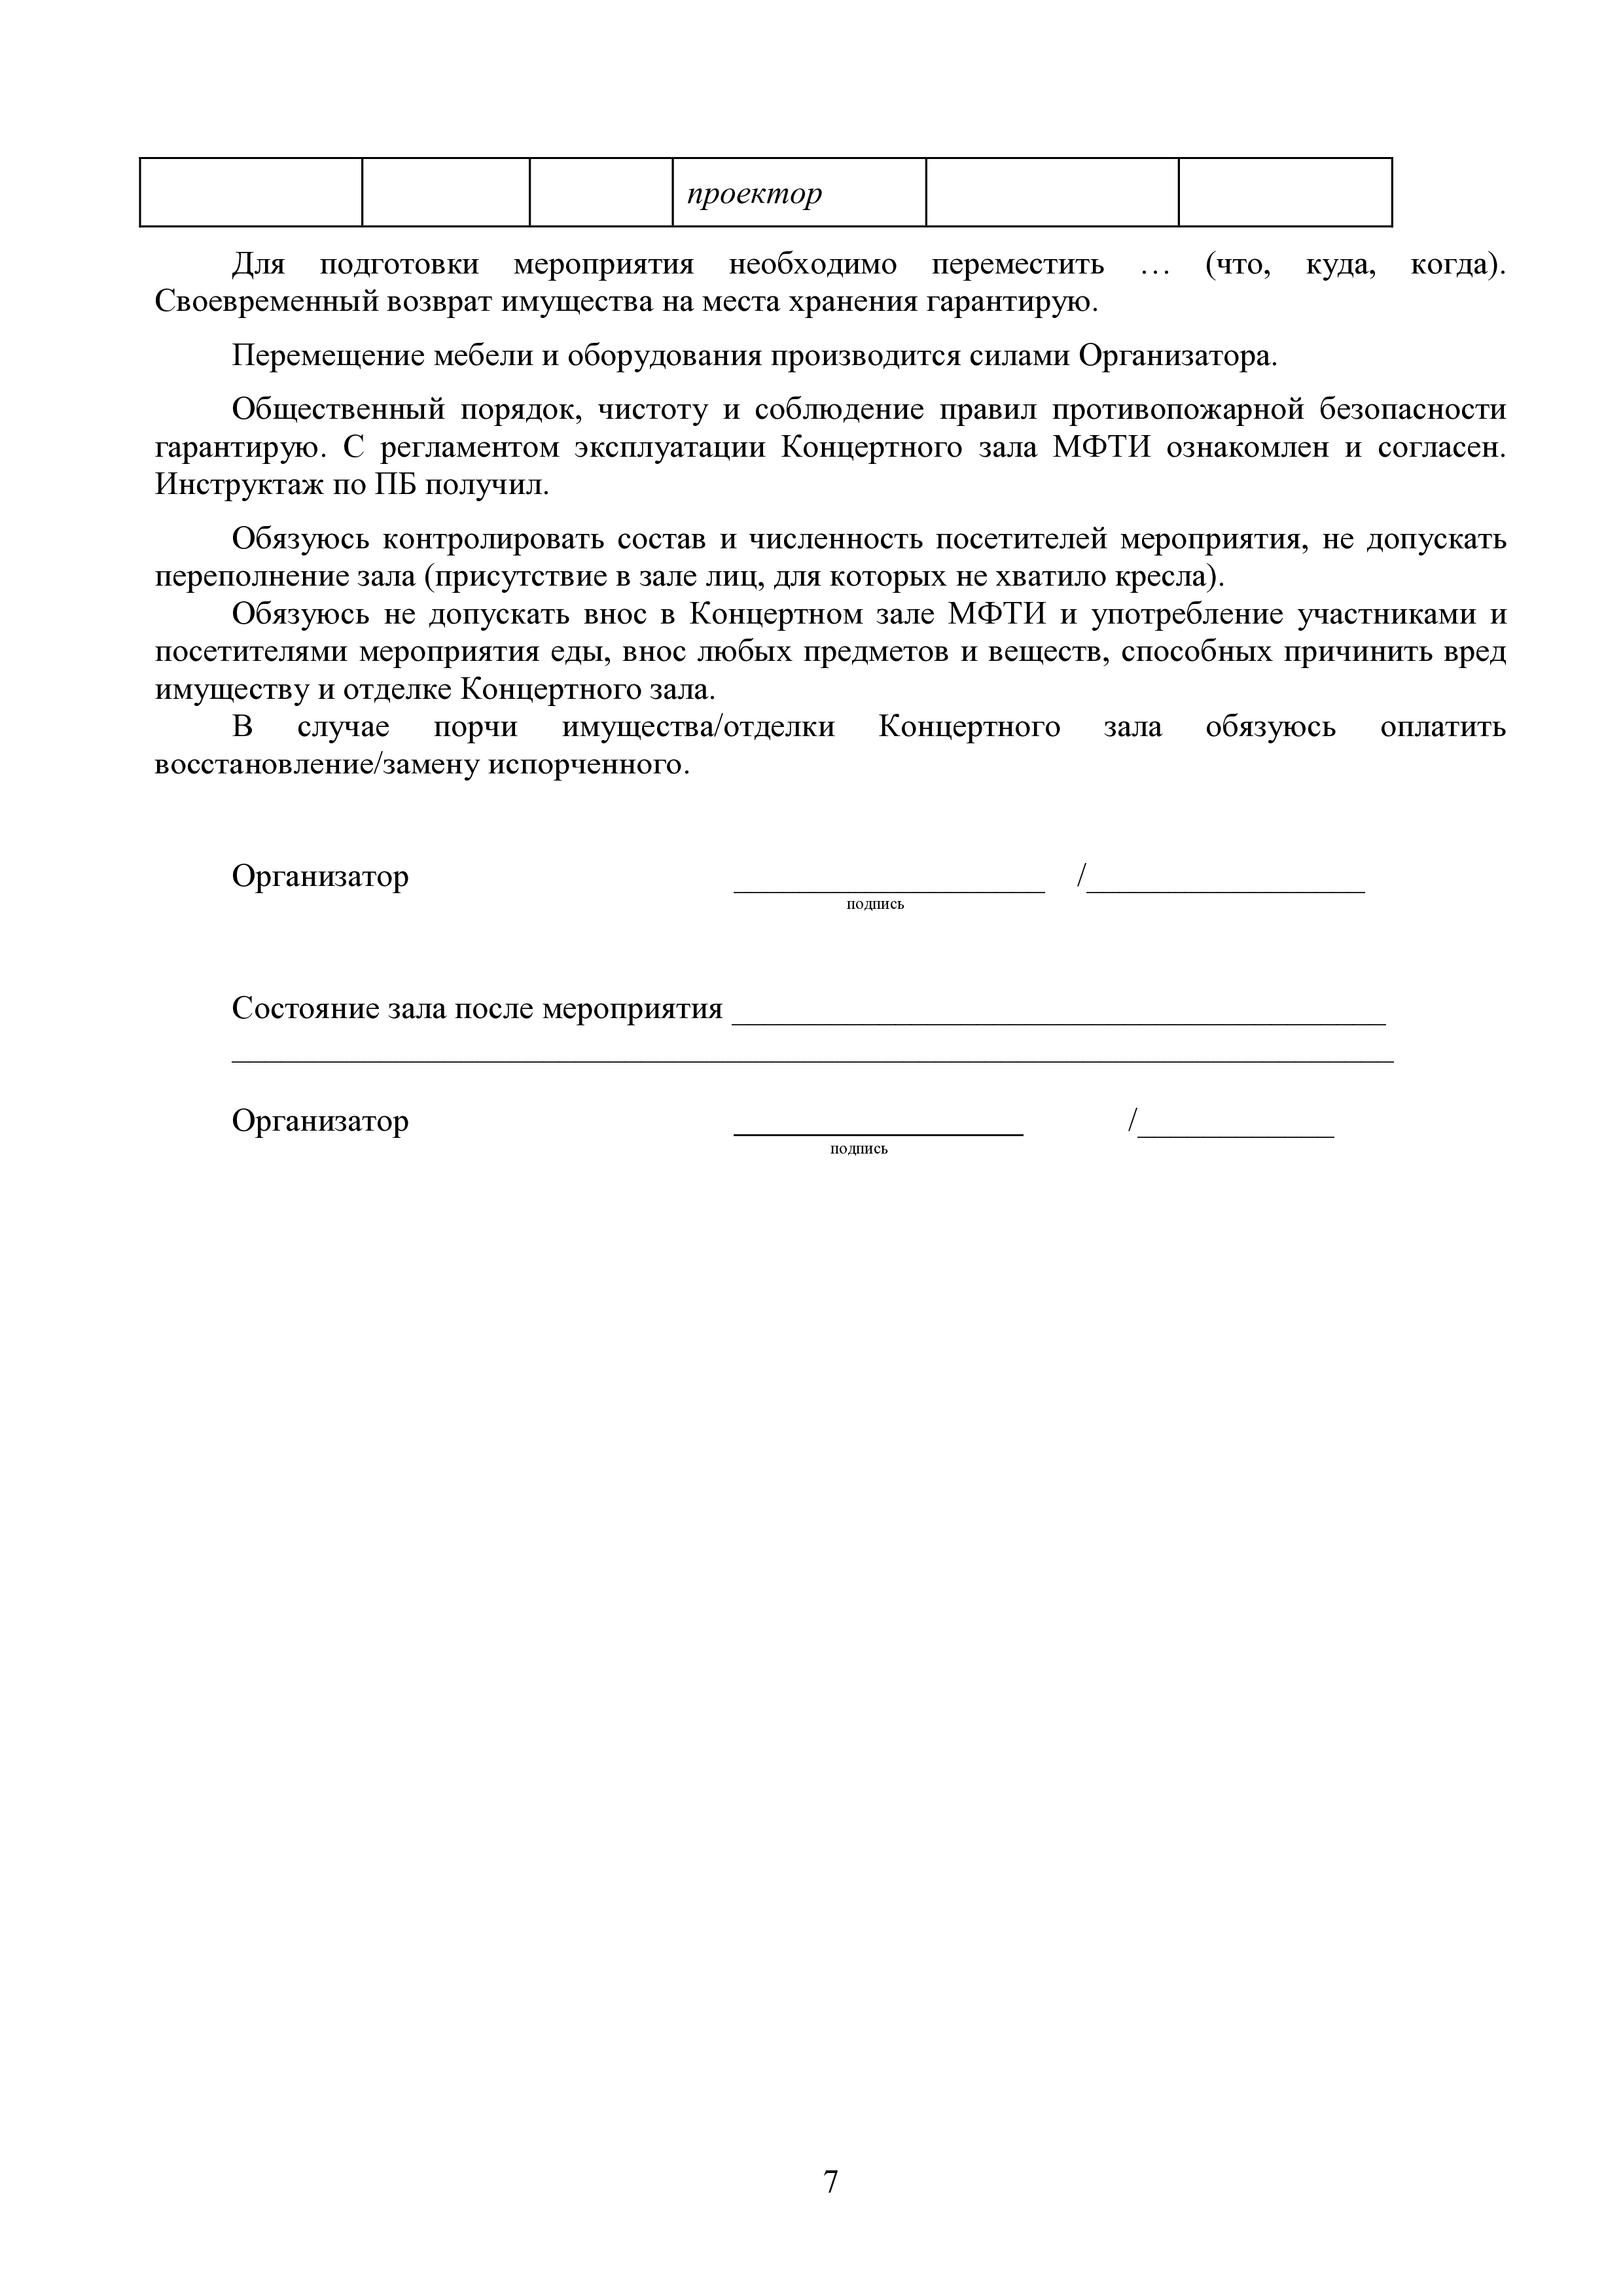 проектор
Для подготовки мероприятия необходимо переместить … (что, куда, когда).
Своевременный возврат имущества на места хранения гарантирую.
Перемещение мебели и оборудования производится силами Организатора.
Общественный порядок, чистоту и соблюдение правил противопожарной безопасности
гарантирую. С регламентом эксплуатации Концертного зала МФТИ ознакомлен и согласен.
Инструктаж по ПБ получил.
Обязуюсь контролировать состав и численность посетителей мероприятия, не допускать
переполнение зала (присутствие в зале лиц, для которых не хватило кресла).
Обязуюсь не допускать внос в Концертном зале МФТИ и употребление участниками и
посетителями мероприятия еды, внос любых предметов и веществ, способных причинить вред
имуществу и отделке Концертного зала.
В случае порчи имущества/отделки Концертного зала обязуюсь оплатить
восстановление/замену испорченного.
Организатор ___________________ /_________________
подпись
Состояние зала после мероприятия ________________________________________
_______________________________________________________________________
Организатор __________________ /____________
подпись
7